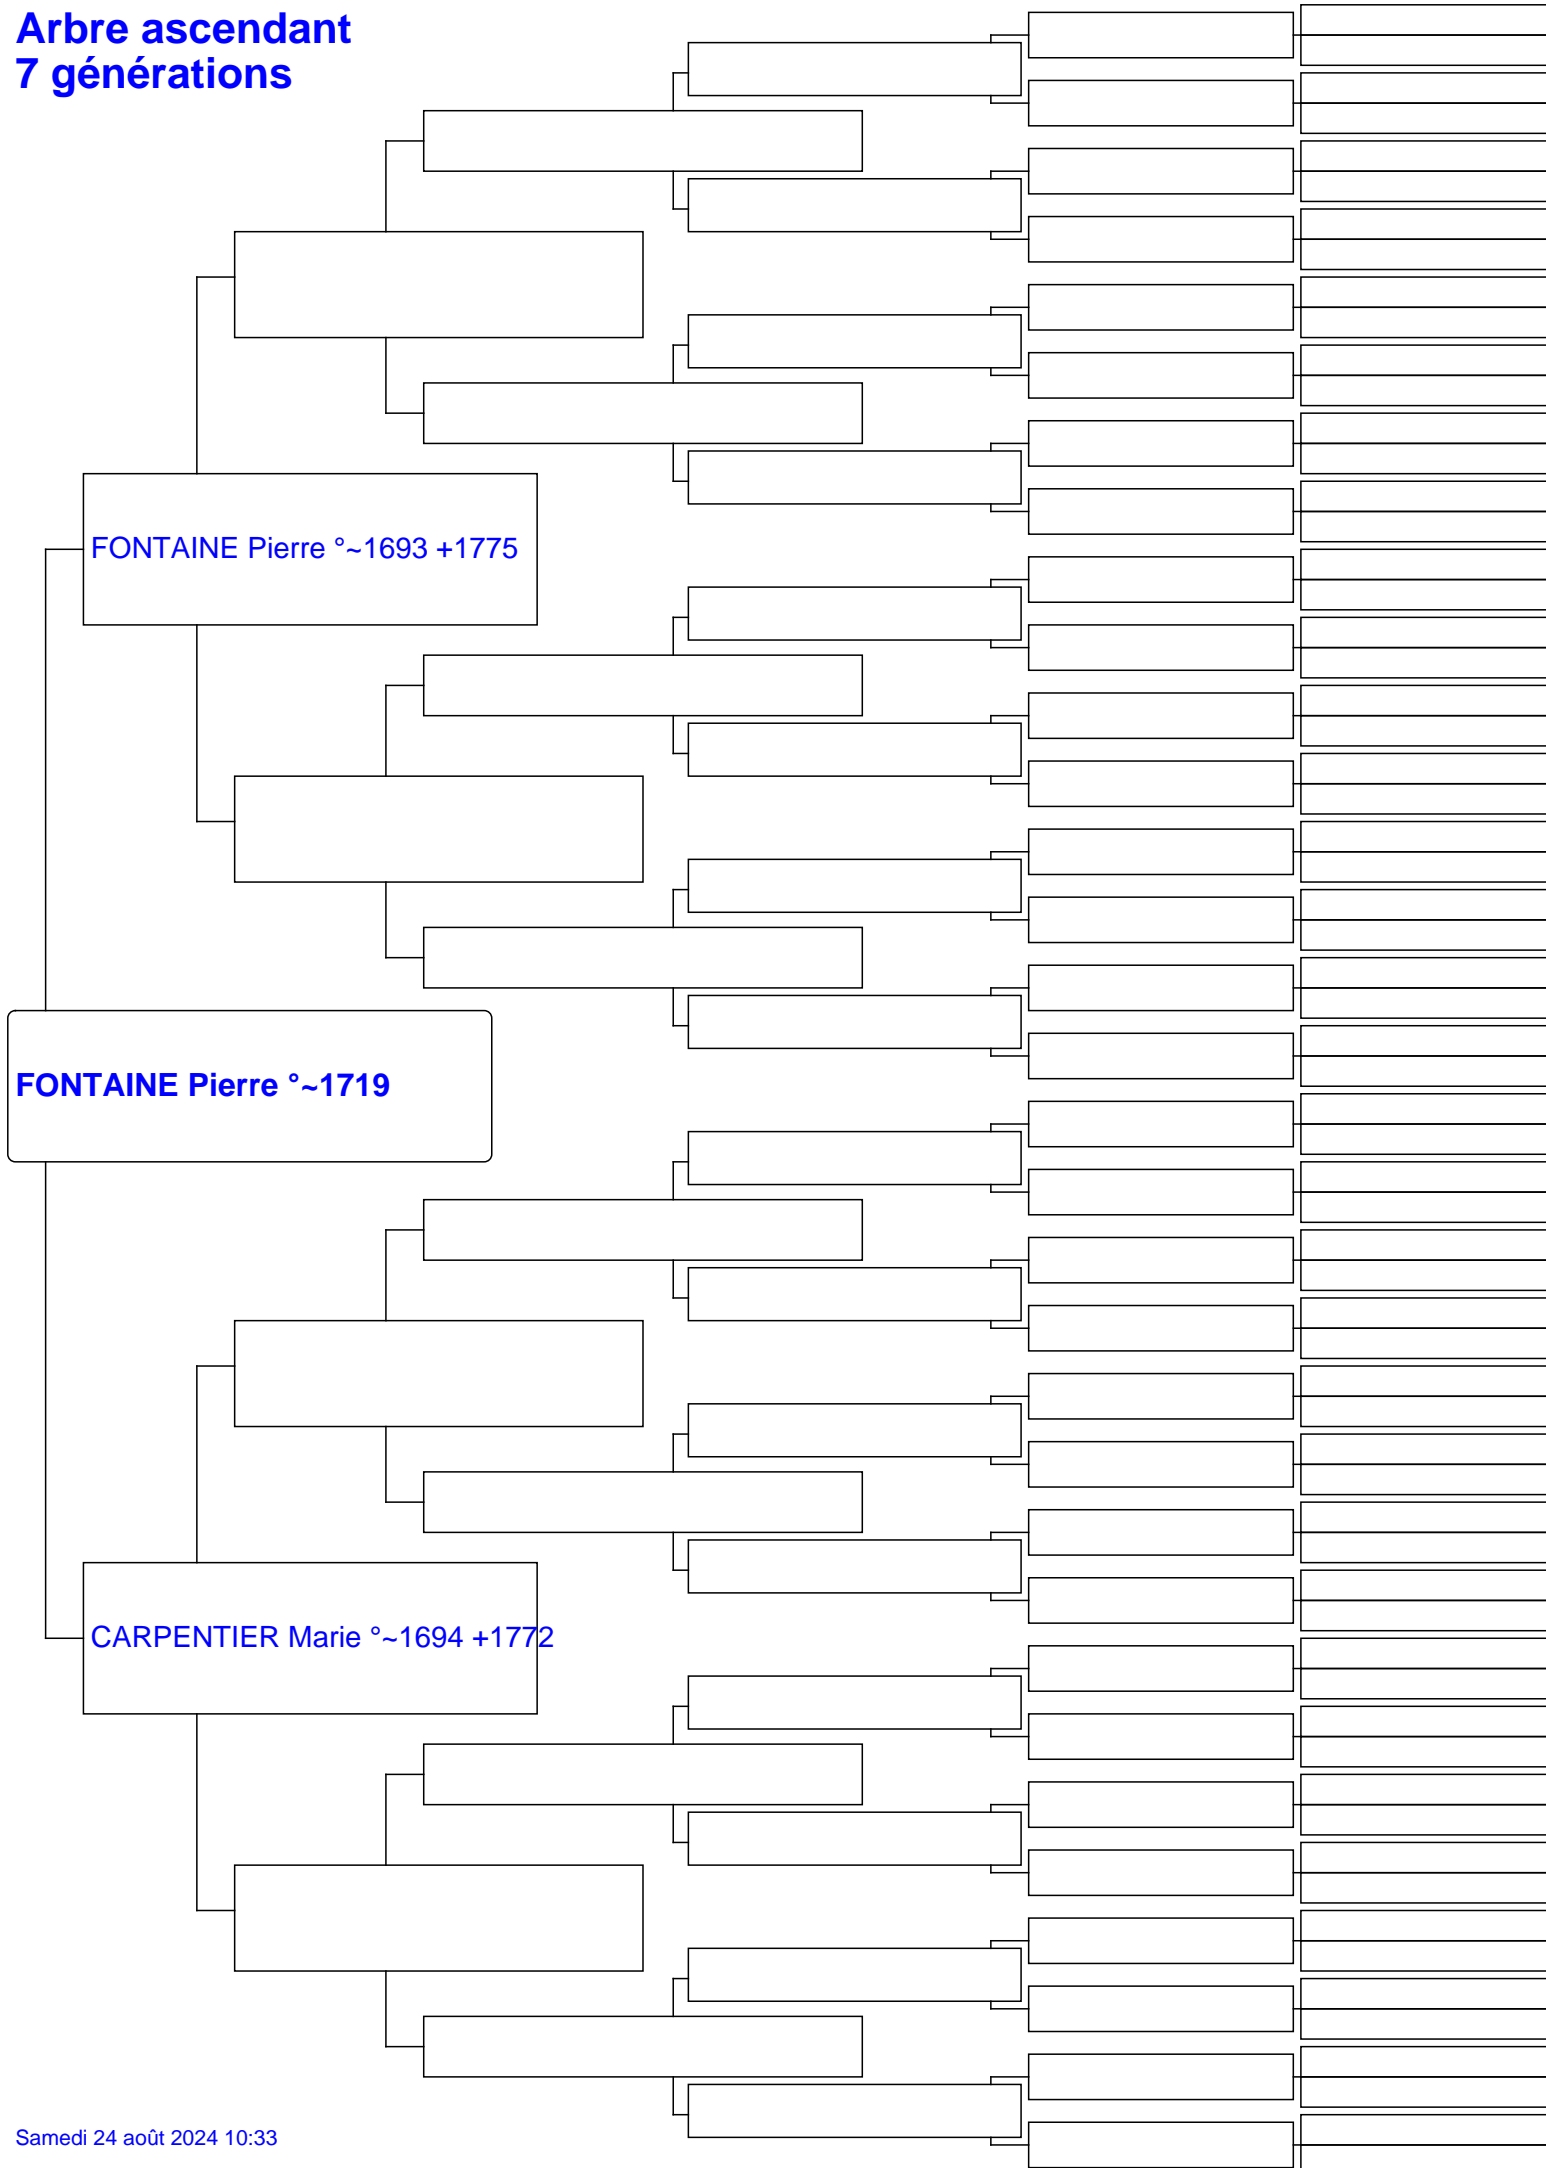 Arbre ascendant
7 générations
FONTAINE Pierre °~1693 +1775
FONTAINE Pierre °~1719
CARPENTIER Marie °~1694 +1772
Samedi 24 août 2024 10:33